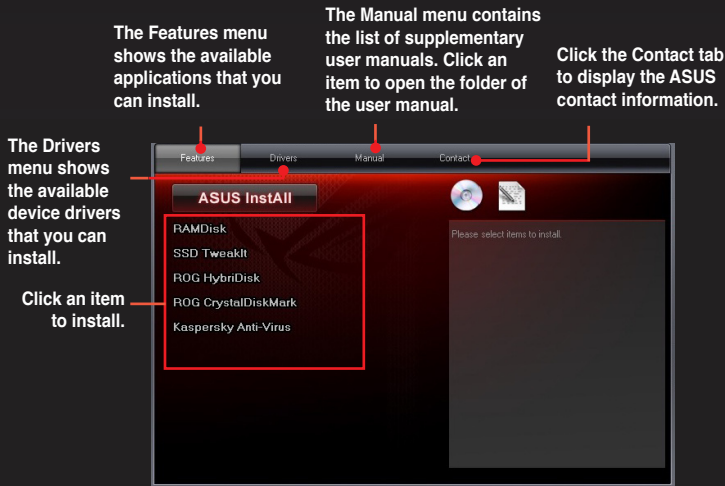 The Features menu
shows the available
applications that you
can install.
The Manual menu contains
the list of supplementary
user manuals. Click an
item to open the folder of
the user manual.
Click the Contact tab
to display the ASUS
contact information.
The Drivers
menu shows
the available
device drivers
that you can
install.
Click an item
to install.
Features
Drivers
Manual
Contact
ASUS InstAll
RAMDisk
SSD TweakIt
ROG HybriDisk
ROG CrystalDiskMark
Kaspersky Anti-Virus
Please select items to install.